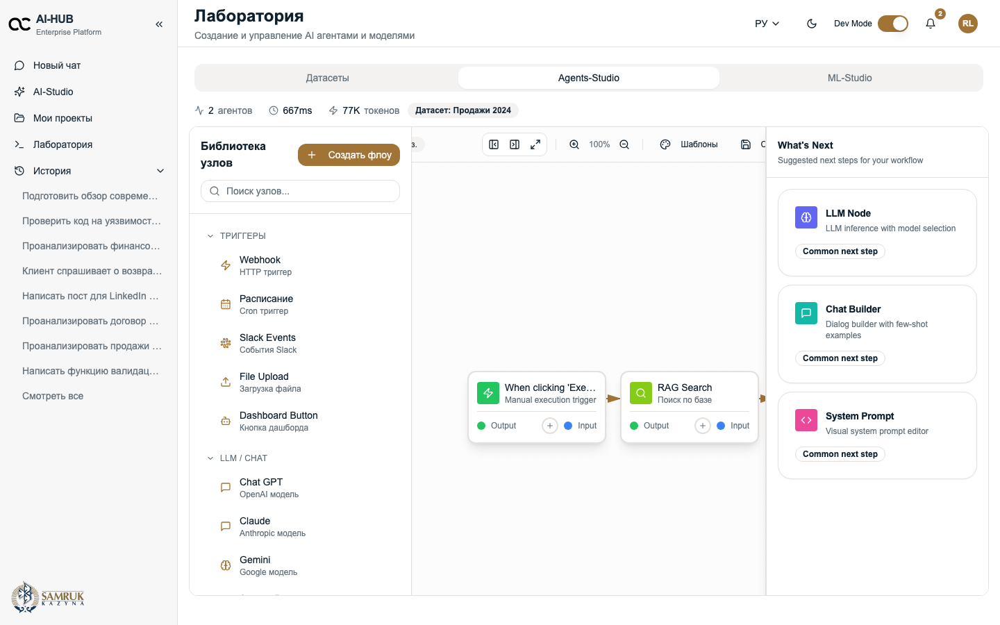 AI-HUB
Enterprise Platform
Новый чат
AI-Studio
Мои проекты
Лаборатория
История
Подготовить обзор совреме...
Проверить код на уязвимост...
Проанализировать финансо...
Клиент спрашивает о возвра...
Написать пост для LinkedIn ...
Проанализировать договор ...
Проанализировать продажи ...
Написать функцию валидац...
Смотреть все
SAMRUK
KAZYNA
Лаборатория
Создание и управление AI агентами и моделями
РУ
Dev Mode
2
RL
Датасеты
Agents-Studio
ML-Studio
2 агентов
667ms
77K токенов
Датасет: Продажи 2024
Библиотека
узлов
Создать флоу
Поиск узлов...
ТРИГГЕРЫ
Webhook
HTTP триггер
Расписание
Cron триггер
Slack Events
События Slack
File Upload
Загрузка файла
Dashboard Button
Кнопка дашборда
LLM / CHAT
Chat GPT
OpenAI модель
Claude
Anthropic модель
Gemini
Google модель
з.
100%
Шаблоны
С
When clicking 'Exe...
Manual execution trigger
Output
Input
RAG Search
Поиск по базе
Output
Input
What's Next
Suggested next steps for your workflow
LLM Node
LLM inference with model selection
Common next step
Chat Builder
Dialog builder with few-shot
examples
Common next step
System Prompt
Visual system prompt editor
Common next step